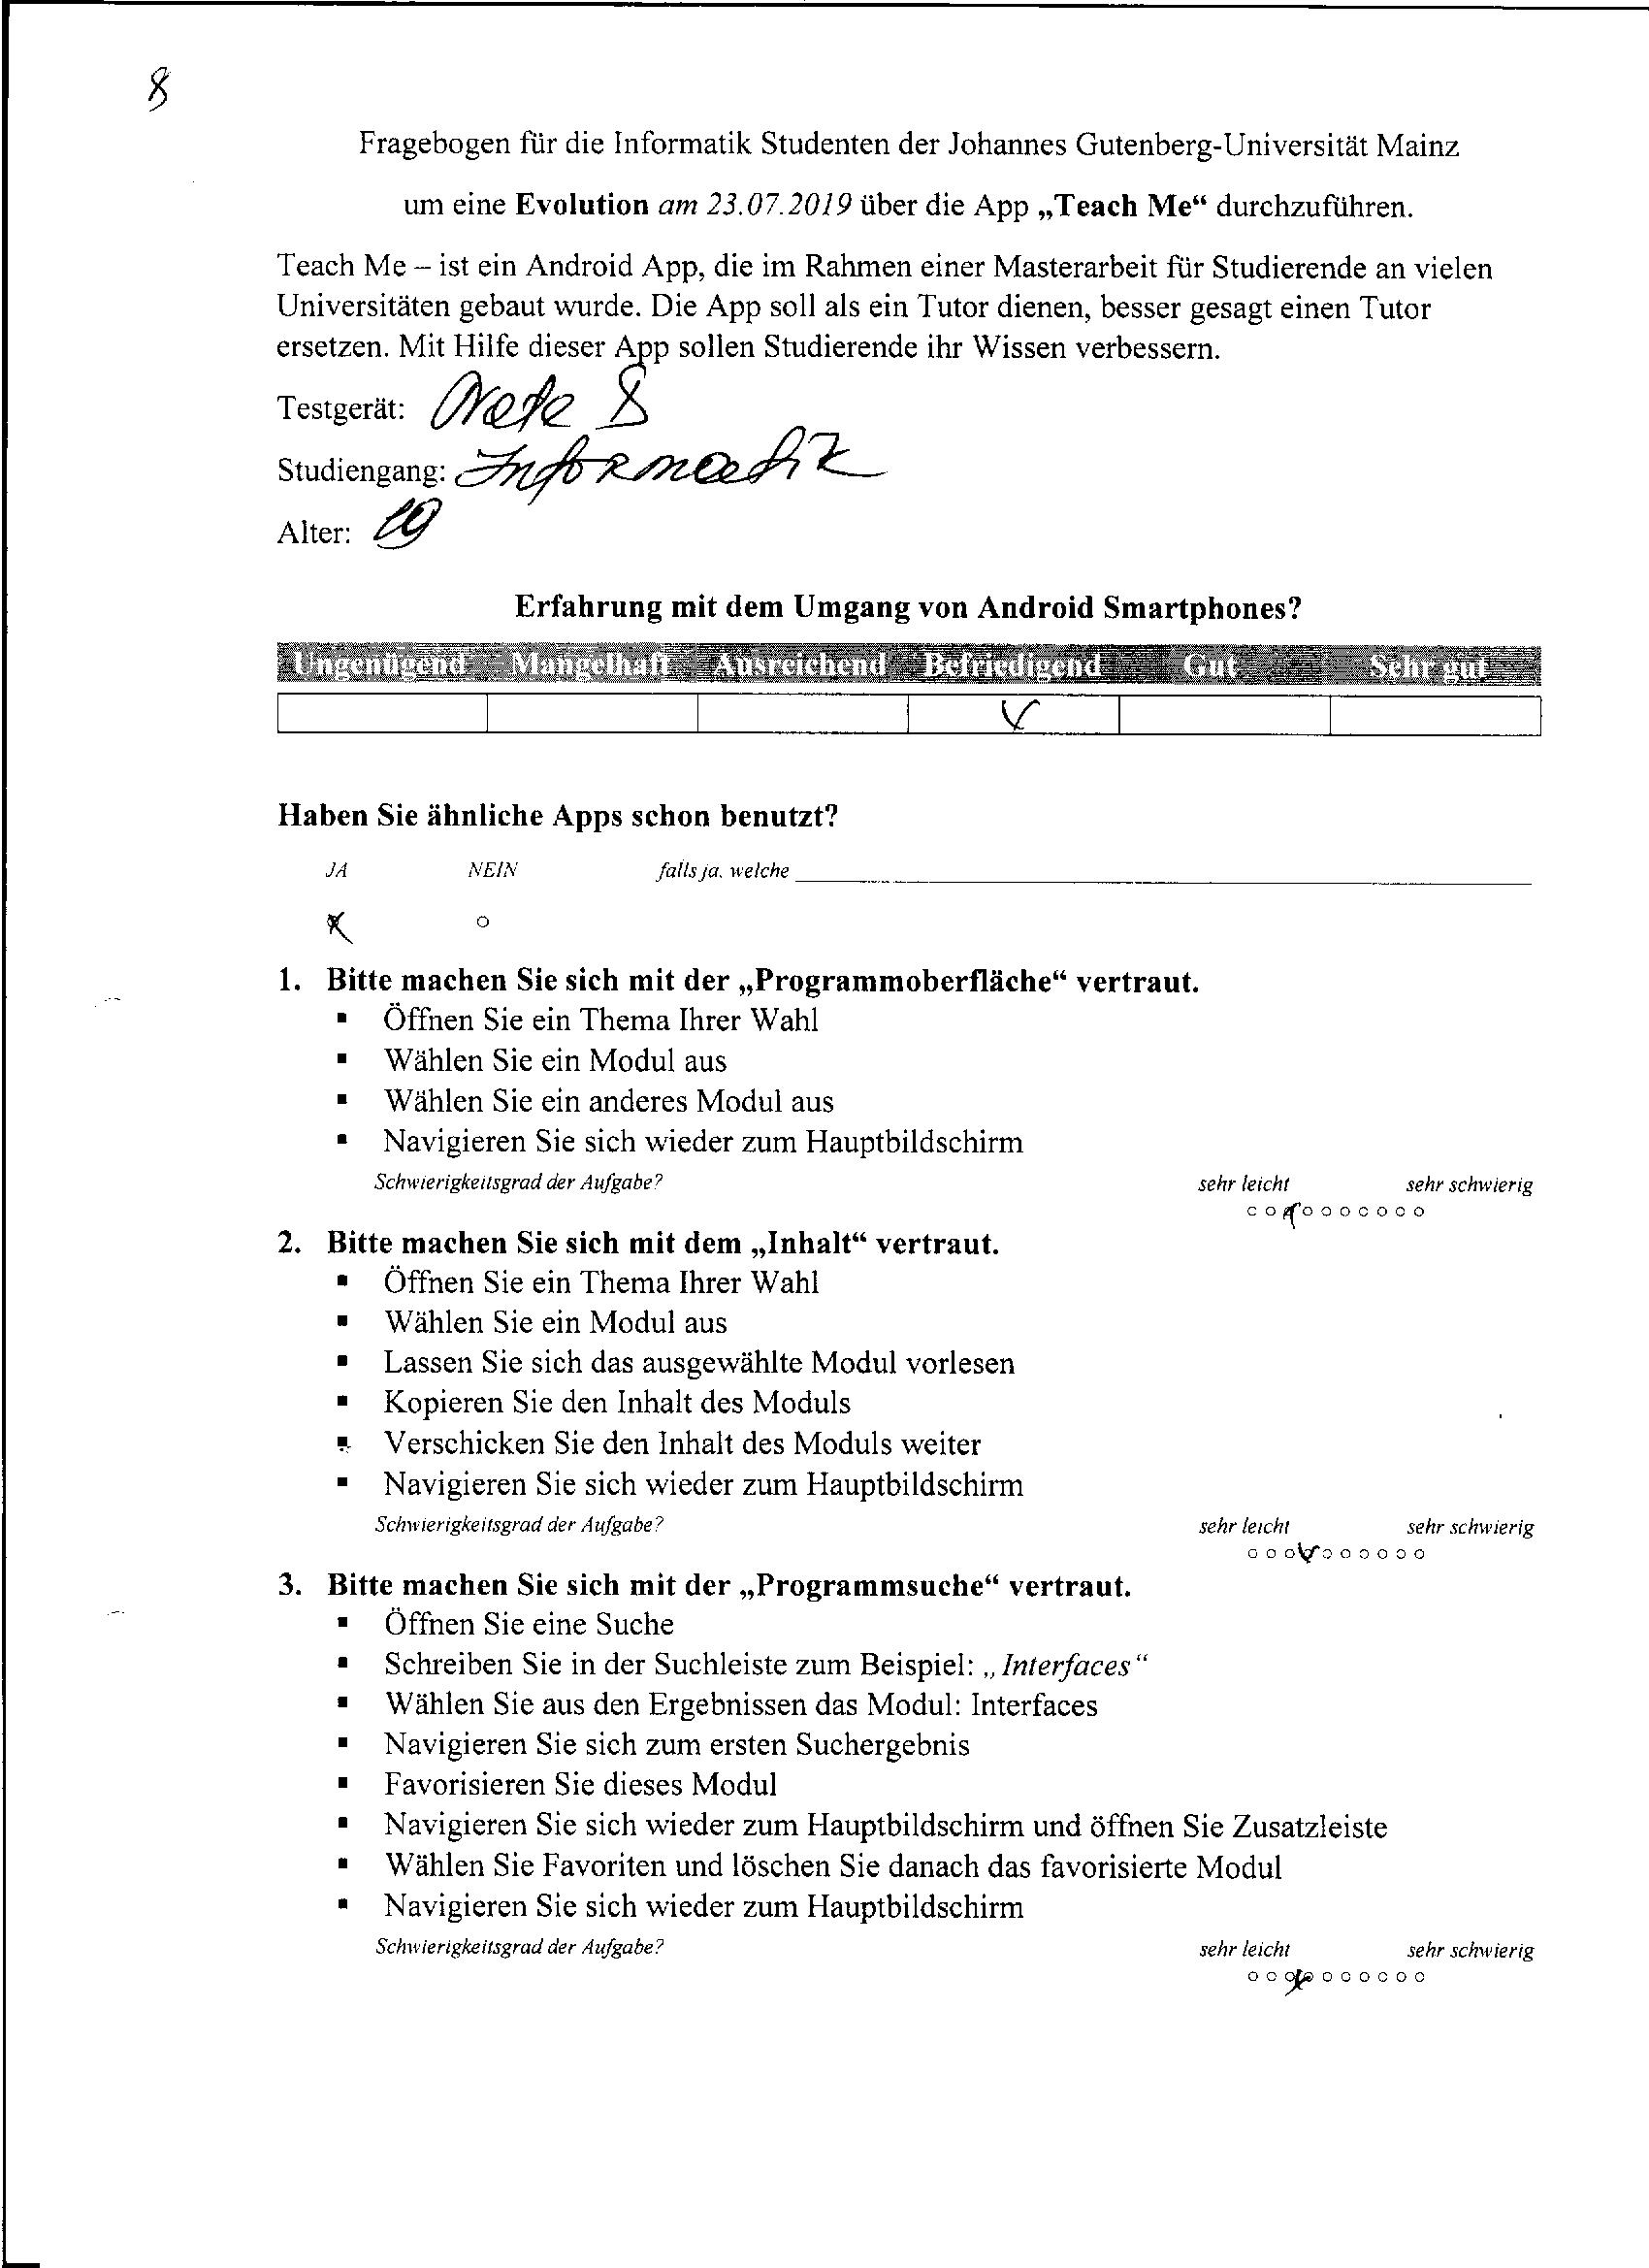 8
Fragebogen für die Informatik Studenten der Johannes Gutenberg-Universität Mainz
um eine Evolution am 23.07.2019 über die App „Teach Me“ durchzuführen.
Teach Me – ist ein Android App, die im Rahmen einer Masterarbeit für Studierende an vielen
Universitäten gebaut wurde. Die App soll als ein Tutor dienen, besser gesagt einen Tutor
ersetzen. Mit Hilfe dieser App sollen Studierende ihr Wissen verbessern.
Testgerät: Note 8
Studiengang: Informatik
Alter:
Erfahrung mit dem Umgang von Android Smartphones?
Ungenügend Mangelhaft Ausreichend Befriedigend Gut Sehr gut
Haben Sie ähnliche Apps schon benutzt?
JA NEIN falls ja, welche
1. Bitte machen Sie sich mit der „Programmoberfläche“ vertraut.
▪ Öffnen Sie ein Thema Ihrer Wahl
▪ Wählen Sie ein Modul aus
▪ Wählen Sie ein anderes Modul aus
▪ Navigieren Sie sich wieder zum Hauptbildschirm
Schwierigkeitsgrad der Aufgabe? sehr leicht sehr schwierig
2. Bitte machen Sie sich mit dem „Inhalt“ vertraut.
▪ Öffnen Sie ein Thema Ihrer Wahl
▪ Wählen Sie ein Modul aus
▪ Lassen Sie sich das ausgewählte Modul vorlesen
▪ Kopieren Sie den Inhalt des Moduls
▪ Verschicken Sie den Inhalt des Moduls weiter
▪ Navigieren Sie sich wieder zum Hauptbildschirm
Schwierigkeitsgrad der Aufgabe? sehr leicht sehr schwierig
3. Bitte machen Sie sich mit der „Programmsuche“ vertraut.
▪ Öffnen Sie eine Suche
▪ Schreiben Sie in der Suchleiste zum Beispiel: „Interfaces“
▪ Wählen Sie aus den Ergebnissen das Modul: Interfaces
▪ Navigieren Sie sich zum ersten Suchergebnis
▪ Favorisieren Sie dieses Modul
▪ Navigieren Sie sich wieder zum Hauptbildschirm und öffnen Sie Zusatzleiste
▪ Wählen Sie Favoriten und löschen Sie danach das favorisierte Modul
▪ Navigieren Sie sich wieder zum Hauptbildschirm
Schwierigkeitsgrad der Aufgabe? sehr leicht sehr schwierig